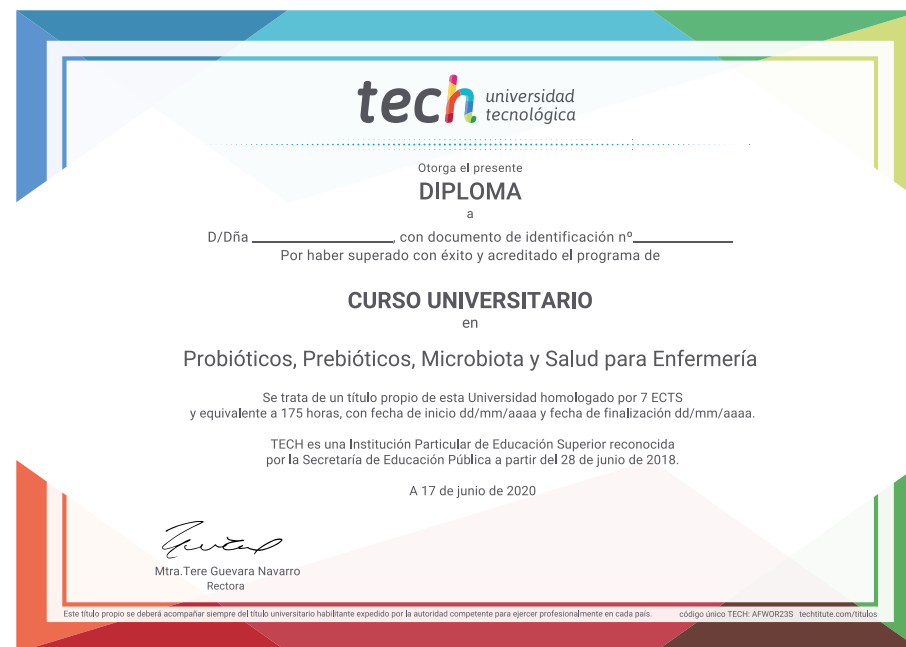 tech universidad
tecnológica
Otorga el presente
DIPLOMA
a
D/Dña ____________________, con documento de identificación nº______________
Por haber superado con éxito y acreditado el programa de
CURSO UNIVERSITARIO
en
Probióticos, Prebióticos, Microbiota y Salud para Enfermería
Se trata de un título propio de esta Universidad homologado por 7 ECTS
y equivalente a 175 horas, con fecha de inicio dd/mm/aaaa y fecha de finalización dd/mm/aaaa.
TECH es una Institución Particular de Educación Superior reconocida
por la Secretaría de Educación Pública a partir del 28 de junio de 2018.
A 17 de junio de 2020
Mtra.Tere Guevara Navarro
Rectora
Este título propio se deberá acompañar siempre del título universitario habilitante expedido por la autoridad competente para ejercer profesionalmente en cada país. código único TECH: AFWOR23S techtitute.com/titulos